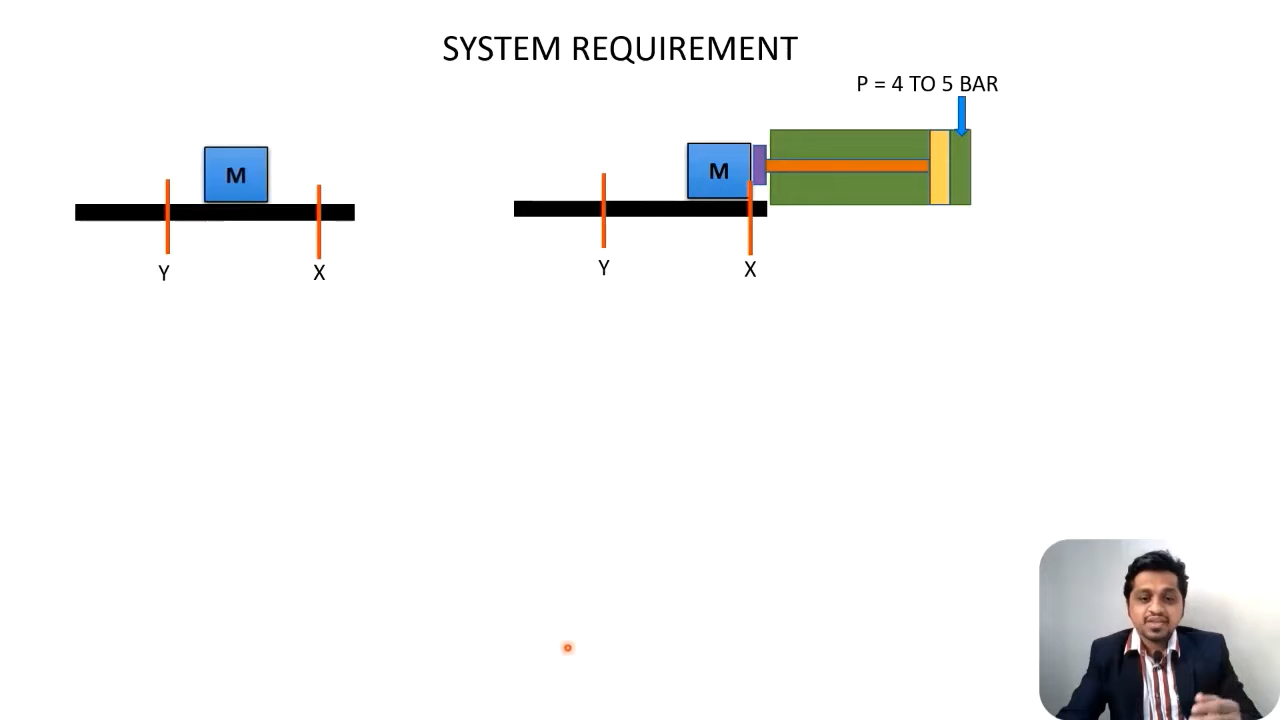 SYSTEM REQUIREMENT
P = 4 TO 5 BAR
M
M
Y
X
Y
X